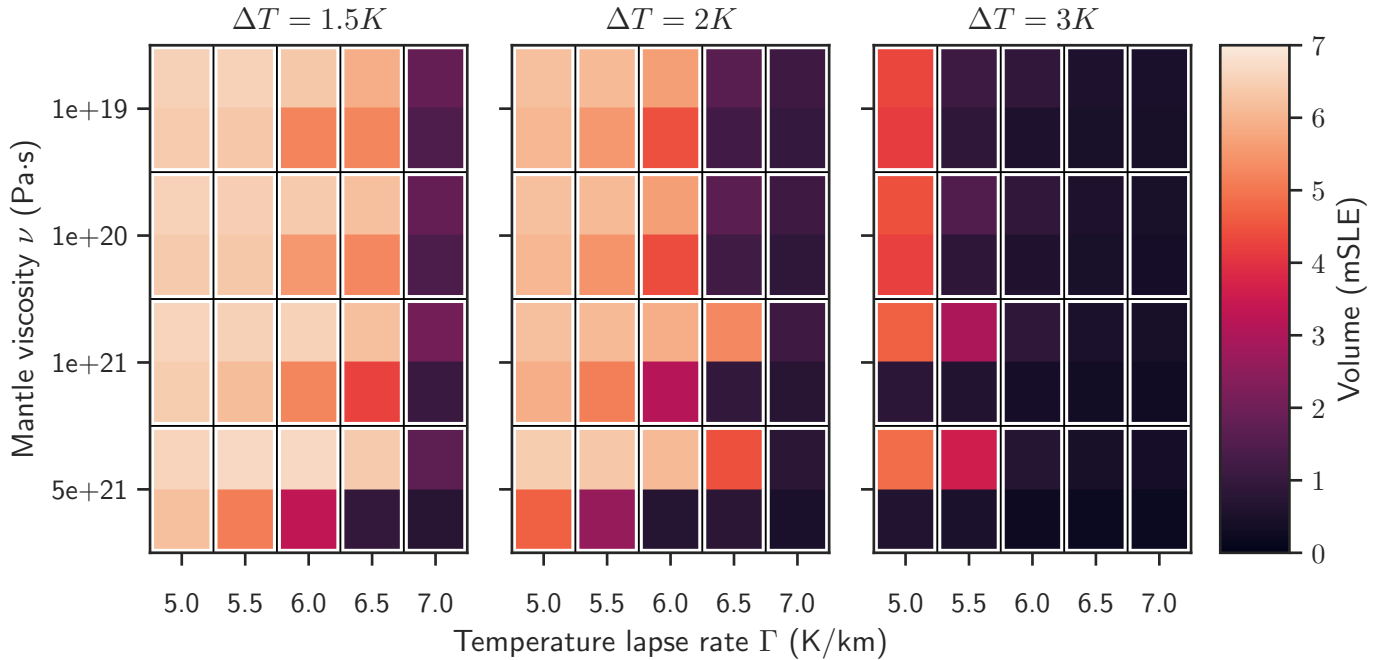 ΔT = 1.5K
ΔT = 2K
ΔT = 3K
Mantle viscosity ν (Pa·s)
1e+19
1e+20
1e+21
5e+21
5.0 5.5 6.0 6.5 7.0
5.0 5.5 6.0 6.5 7.0
5.0 5.5 6.0 6.5 7.0
Temperature lapse rate Γ (K/km)
7
6
5
4
3
2
1
0
Volume (mSLE)